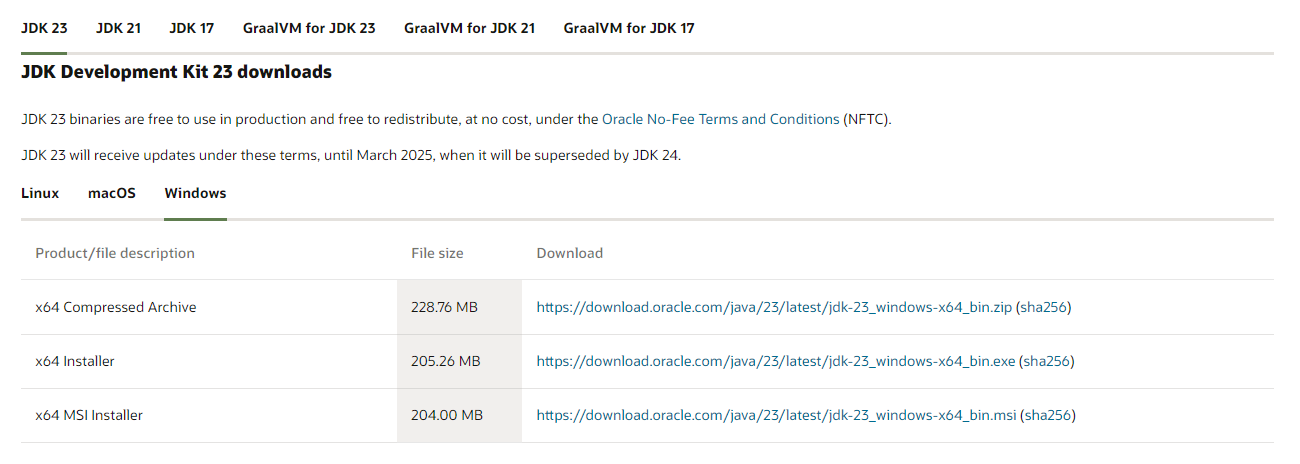 JDK 23 JDK 21 JDK 17 GraalVM for JDK 23 GraalVM for JDK 21 GraalVM for JDK 17
JDK Development Kit 23 downloads
JDK 23 binaries are free to use in production and free to redistribute, at no cost, under the Oracle No-Fee Terms and Conditions (NFTC).
JDK 23 will receive updates under these terms, until March 2025, when it will be superseded by JDK 24.
Linux macOS Windows
Product/file description File size Download
x64 Compressed Archive 228.76 MB https://download.oracle.com/java/23/latest/jdk-23_windows-x64_bin.zip (sha256)
x64 Installer 205.26 MB https://download.oracle.com/java/23/latest/jdk-23_windows-x64_bin.exe (sha256)
x64 MSI Installer 204.00 MB https://download.oracle.com/java/23/latest/jdk-23_windows-x64_bin.msi (sha256)